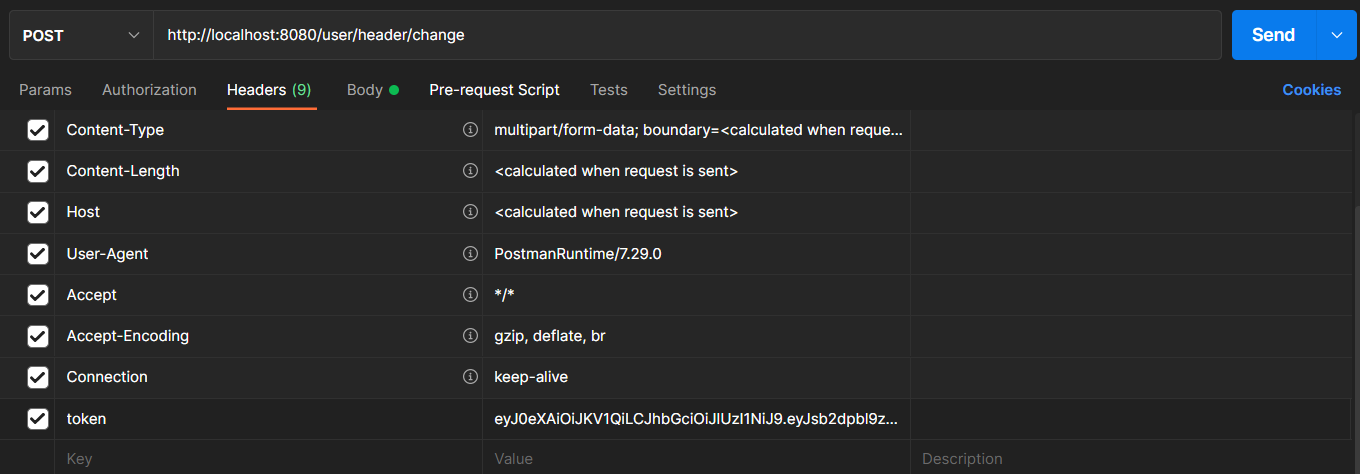 POST http://localhost:8080/user/header/change Send
Params Authorization Headers (9) Body Pre-request Script Tests Settings Cookies
Content-Type multipart/form-data; boundary=<calculated when reque...
Content-Length <calculated when request is sent>
Host <calculated when request is sent>
User-Agent PostmanRuntime/7.29.0
Accept */*
Accept-Encoding gzip, deflate, br
Connection keep-alive
token eyJ0eXAiOiJKV1QiLCJhbGciOiJIUzI1NiJ9.eyJsb2dpbl9z...
Key Value Description